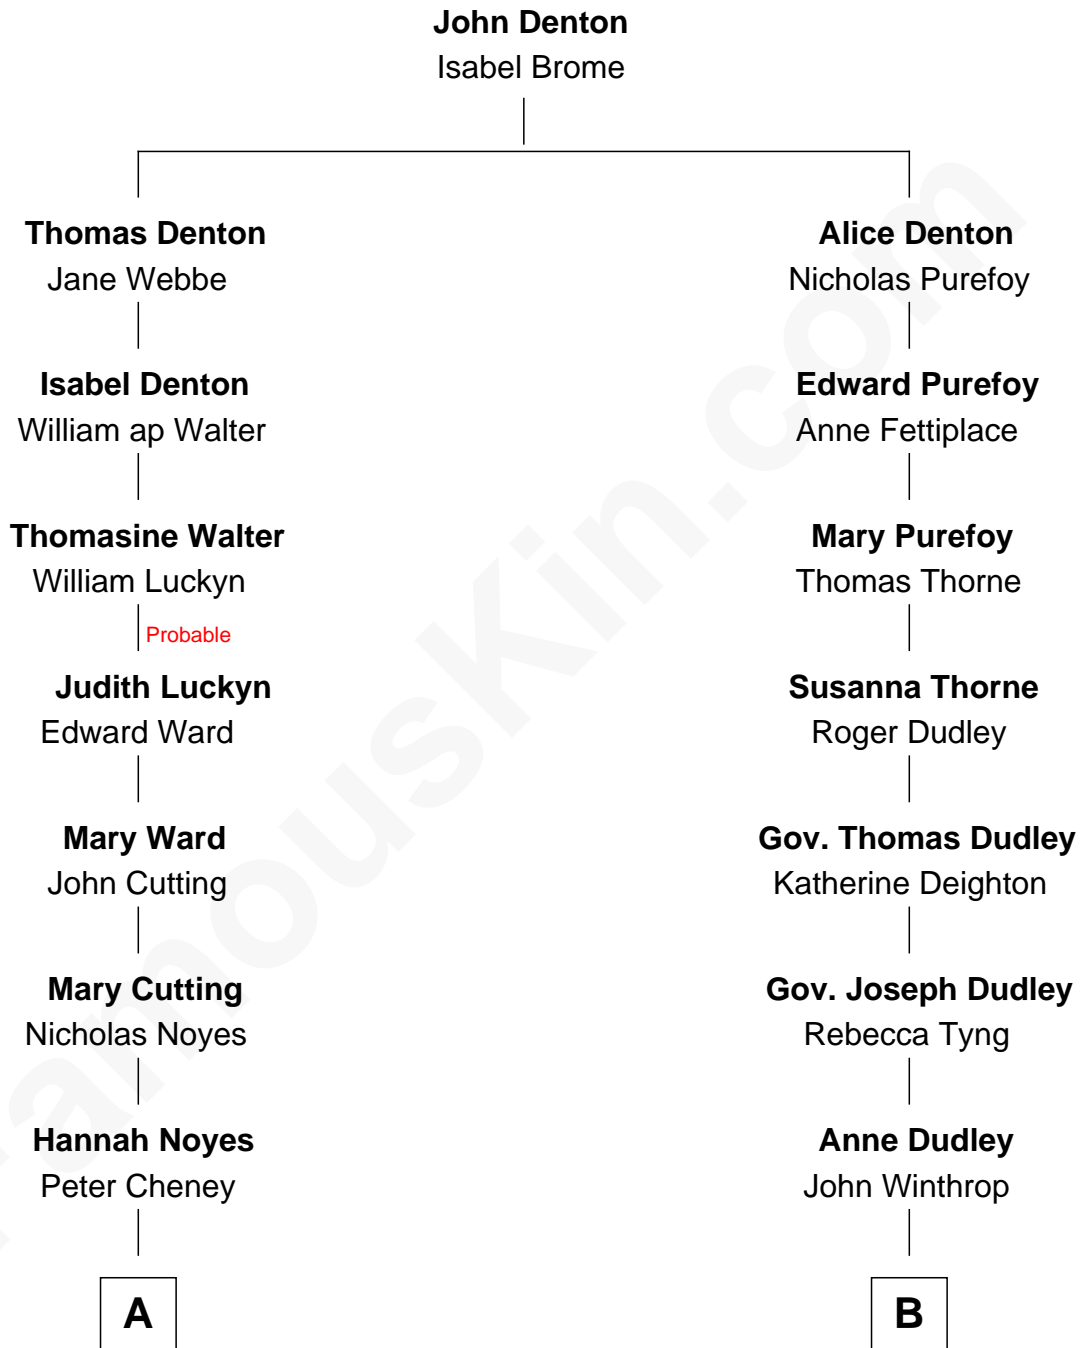 John Denton
Isabel Brome
Thomas Denton
Jane Webbe
Alice Denton
Nicholas Purefoy
Isabel Denton
William ap Walter
Edward Purefoy
Anne Fettiplace
Thomasine Walter
William Luckyn
Mary Purefoy
Thomas Thorne
Probable
Judith Luckyn
Edward Ward
Susanna Thorne
Roger Dudley
Mary Ward
John Cutting
Gov. Thomas Dudley
Katherine Deighton
Mary Cutting
Nicholas Noyes
Gov. Joseph Dudley
Rebecca Tyng
Hannah Noyes
Peter Cheney
Anne Dudley
John Winthrop
A
B
FamousKin.com